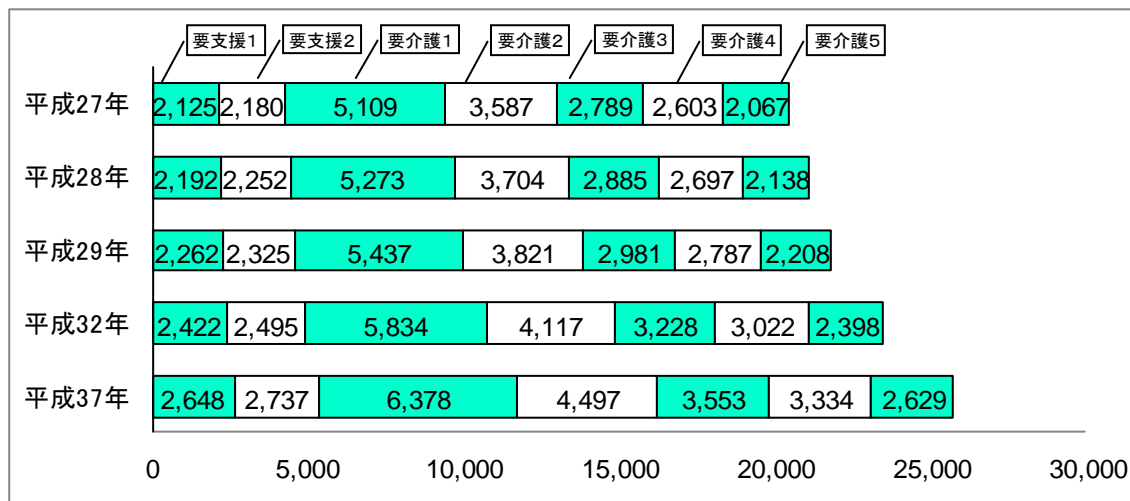 要支援1 要支援2 要介護1 要介護2 要介護3 要介護4 要介護5
平成27年 2,125 2,180 5,109 3,587 2,789 2,603 2,067
平成28年 2,192 2,252 5,273 3,704 2,885 2,697 2,138
平成29年 2,262 2,325 5,437 3,821 2,981 2,787 2,208
平成32年 2,422 2,495 5,834 4,117 3,228 3,022 2,398
平成37年 2,648 2,737 6,378 4,497 3,553 3,334 2,629
0 5,000 10,000 15,000 20,000 25,000 30,000